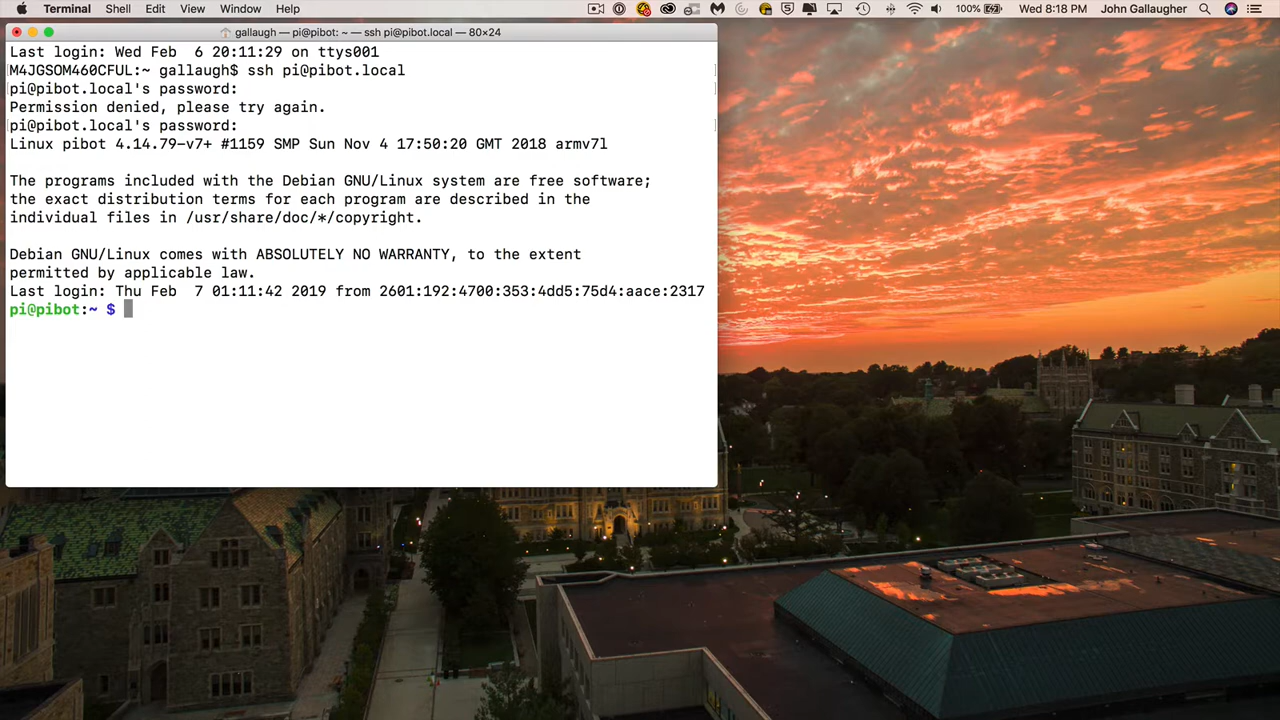 Terminal Shell Edit View Window Help 100% Wed 8:18 PM John Gallaugher
gallaugh — pi@pibot: ~ — ssh pi@pibot.local — 80×24
Last login: Wed Feb  6 20:11:29 on ttys001
M4JGSOM460CFUL:~ gallaugh$ ssh pi@pibot.local
pi@pibot.local's password:
Permission denied, please try again.
pi@pibot.local's password:
Linux pibot 4.14.79-v7+ #1159 SMP Sun Nov 4 17:50:20 GMT 2018 armv7l
The programs included with the Debian GNU/Linux system are free software;
the exact distribution terms for each program are described in the
individual files in /usr/share/doc/*/copyright.
Debian GNU/Linux comes with ABSOLUTELY NO WARRANTY, to the extent
permitted by applicable law.
Last login: Thu Feb  7 01:11:42 2019 from 2601:192:4700:353:4dd5:75d4:aace:2317
pi@pibot:~ $